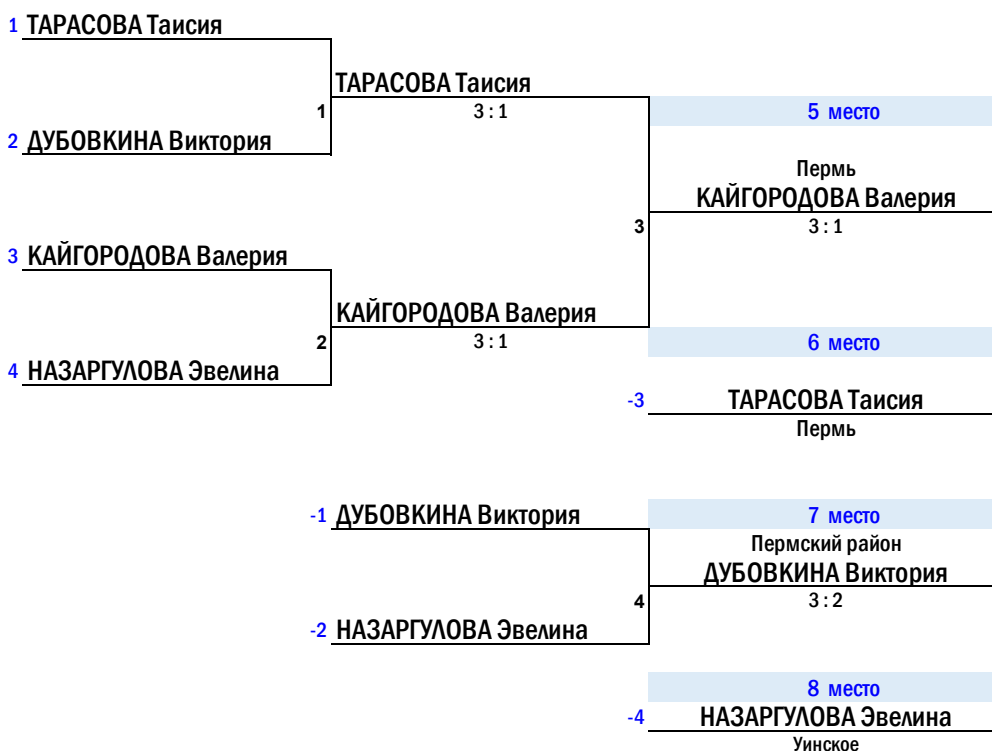 1 ТАРАСОВА Таисия
ТАРАСОВА Таисия
1 3 : 1 5 место
2 ДУБОВКИНА Виктория
Пермь
КАЙГОРОДОВА Валерия
3 3 : 1
3 КАЙГОРОДОВА Валерия
КАЙГОРОДОВА Валерия
2 3 : 1 6 место
4 НАЗАРГУЛОВА Эвелина
-3 ТАРАСОВА Таисия
Пермь
-1 ДУБОВКИНА Виктория 7 место
Пермский район
ДУБОВКИНА Виктория
4 3 : 2
-2 НАЗАРГУЛОВА Эвелина
8 место
-4 НАЗАРГУЛОВА Эвелина
Уинское